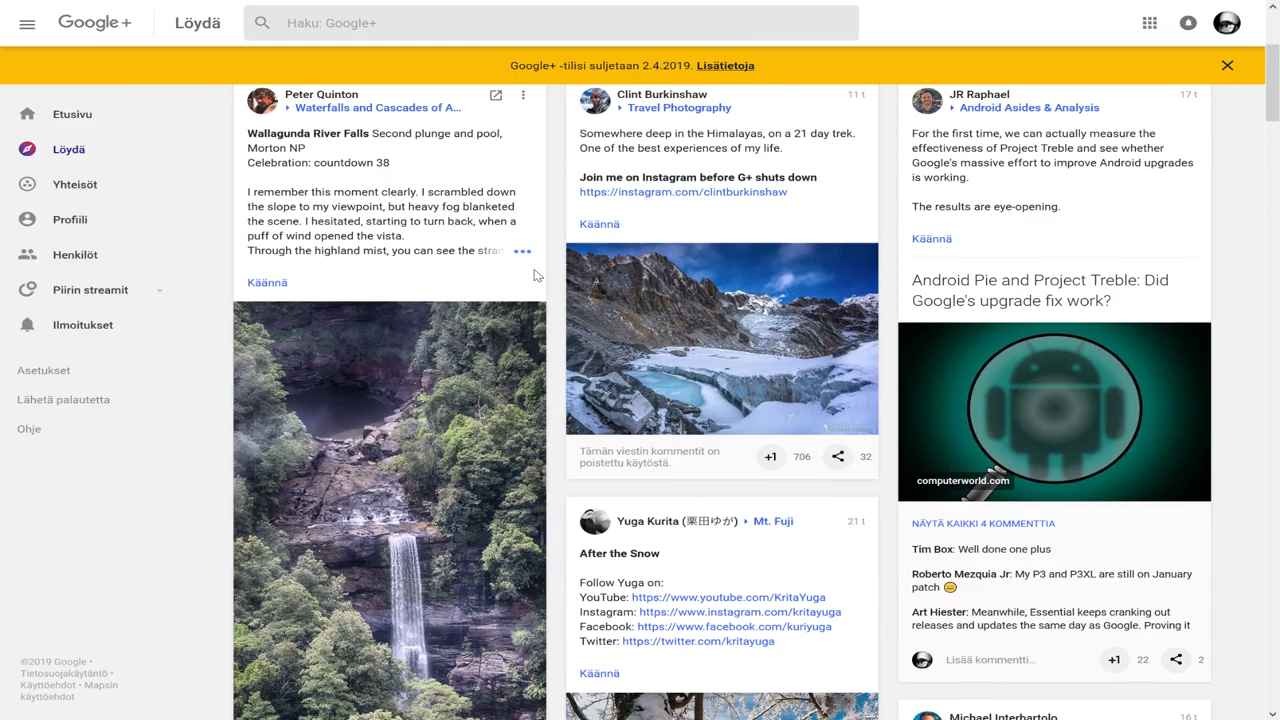 Google+
Löydä
Haku: Google+
Google+ -tilisi suljetaan 2.4.2019. Lisätietoja
Etusivu
Löydä
Yhteisöt
Profiili
Henkilöt
Piirin streamit
Ilmoitukset
Asetukset
Lähetä palautetta
Ohje
©2019 Google •
Tietosuojakäytäntö •
Käyttöehdot • Mapsin
käyttöehdot
Peter Quinton
Waterfalls and Cascades of A...
Wallagunda River Falls Second plunge and pool,
Morton NP
Celebration: countdown 38
I remember this moment clearly. I scrambled down
the slope to my viewpoint, but heavy fog blanketed
the scene. I hesitated, starting to turn back, when a
puff of wind opened the vista.
Through the highland mist, you can see the stran
Käännä
Clint Burkinshaw
11 t
Travel Photography
Somewhere deep in the Himalayas, on a 21 day trek.
One of the best experiences of my life.
Join me on Instagram before G+ shuts down
https://instagram.com/clintburkinshaw
Käännä
Tämän viestin kommentit on
poistettu käytöstä.
+1 706 32
Yuga Kurita (栗田ゆが) Mt. Fuji 21 t
After the Snow
Follow Yuga on:
YouTube: https://www.youtube.com/KritaYuga
Instagram: https://www.instagram.com/kritayuga
Facebook: https://www.facebook.com/kuriyuga
Twitter: https://twitter.com/kritayuga
Käännä
JR Raphael
17 t
Android Asides & Analysis
For the first time, we can actually measure the
effectiveness of Project Treble and see whether
Google's massive effort to improve Android upgrades
is working.
The results are eye-opening.
Käännä
Android Pie and Project Treble: Did
Google's upgrade fix work?
computerworld.com
NÄYTÄ KAIKKI 4 KOMMENTTIA
Tim Box: Well done one plus
Roberto Mezquia Jr: My P3 and P3XL are still on January
patch 😑
Art Hiester: Meanwhile, Essential keeps cranking out
releases and updates the same day as Google. Proving it
Lisää kommentti... +1 22 2
Michael Interbartolo 16 t